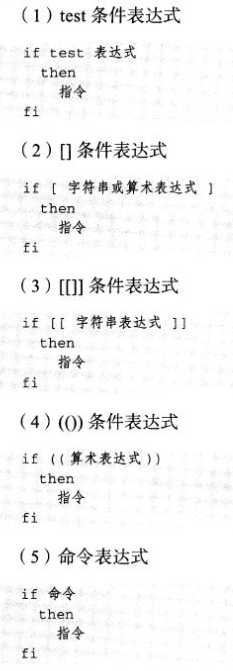 （1）test 条件表达式
if test 表达式
then
指令
fi
（2）[] 条件表达式
if [ 字符串或算术表达式 ]
then
指令
fi
（3）[[]] 条件表达式
if [[ 字符串表达式 ]]
then
指令
fi
（4）(()) 条件表达式
if ((算术表达式))
then
指令
fi
（5）命令表达式
if 命令
then
指令
fi